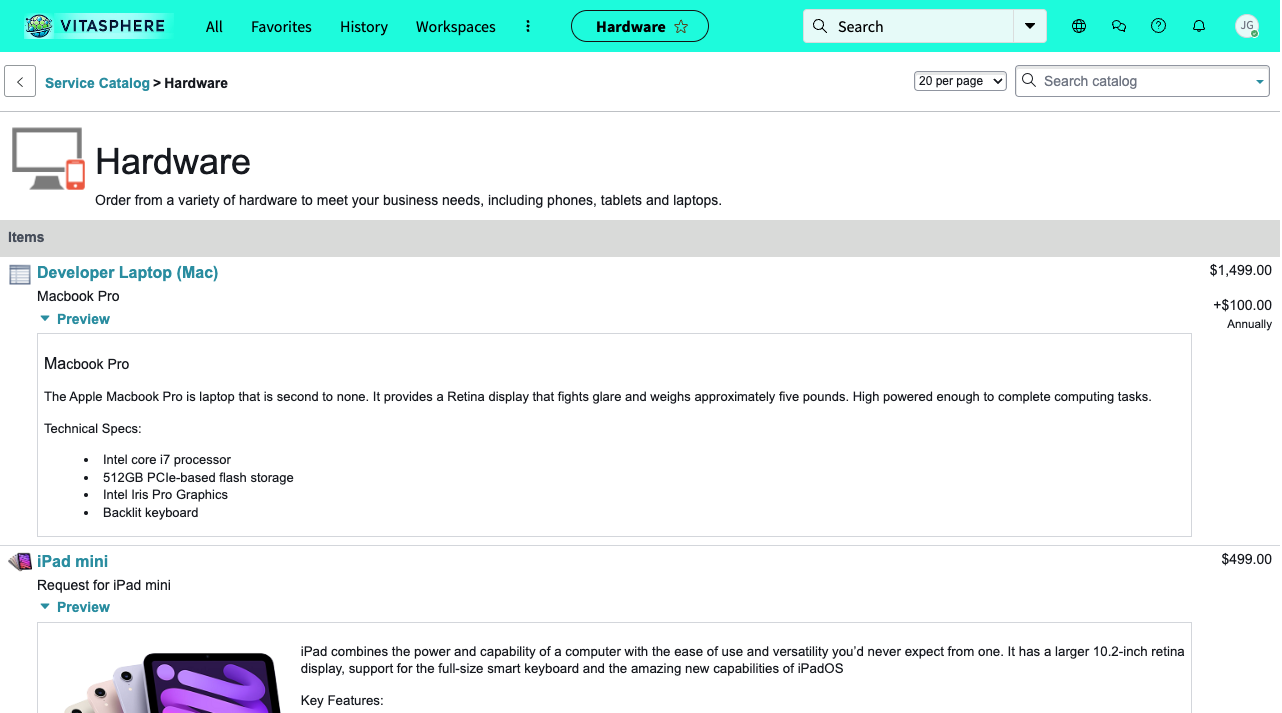 VITASPHERE All Favorites History Workspaces Hardware Search JG
Service Catalog > Hardware 20 per page Search catalog
Hardware
Order from a variety of hardware to meet your business needs, including phones, tablets and laptops.
Items
Developer Laptop (Mac) $1,499.00
Macbook Pro +$100.00
Preview Annually
Macbook Pro
The Apple Macbook Pro is laptop that is second to none. It provides a Retina display that fights glare and weighs approximately five pounds. High powered enough to complete computing tasks.
Technical Specs:
• Intel core i7 processor
• 512GB PCIe-based flash storage
• Intel Iris Pro Graphics
• Backlit keyboard
iPad mini $499.00
Request for iPad mini
Preview
iPad combines the power and capability of a computer with the ease of use and versatility you’d never expect from one. It has a larger 10.2-inch retina
display, support for the full-size smart keyboard and the amazing new capabilities of iPadOS
Key Features: